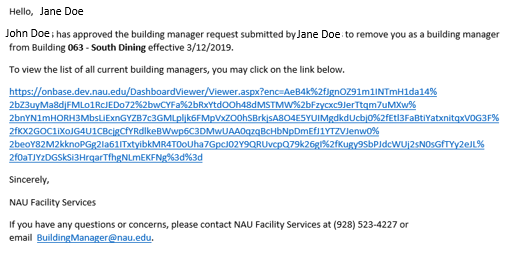 Hello, Jane Doe
John Doe has approved the building manager request submitted by Jane Doe to remove you as a building manager
from Building 063 - South Dining effective 3/12/2019.
To view the list of all current building managers, you may click on the link below.
https://onbase.dev.nau.edu/DashboardViewer/Viewer.aspx?enc=AeB4k%2fJgnOZ91m1INTmH1da14%
2bZ3uyMa8djFMLo1RcJEDo72%2bwCYFa%2bRxYtdOOh48dMSTMW%2bFzycxc9JerTtqm7uMXw%
2bnYN1mHORH3MbsLiExnGYZB7c3GMLpljk6FMpVxZO0hSBrkjsA8O4E5YUIMgdkdUcbj0%2fEtl3FaBtiYatxnitqxV0G3F%
2fKX2GOC1iXoJG4U1CBcjgCfYRdlkeBWwp6C3DMwUAA0qzqBcHbNpDmEfJ1YTZVJenw0%
2beoY82M2kknoPGg2Ia61ITxtyibkMR4T0oUha7GpcJ02Y9QRUvcpQ79k26gI%2fKugy9SbPJdcWUj2sN0sGfTYy2eJL%
2f0aTJYzDGSkSi3HrqarTfhgNLmEKFNg%3d%3d
Sincerely,
NAU Facility Services
If you have any questions or concerns, please contact NAU Facility Services at (928) 523-4227 or
email BuildingManager@nau.edu.